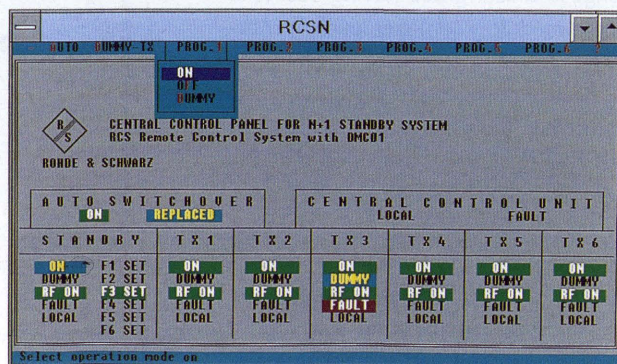 RCSN
AUTO DUMMY-TX PROG.1 PROG.2 PROG.3 PROG.4 PROG.5 PROG.6 ?
ON
OFF
DUMMY
R S
CENTRAL CONTROL PANEL FOR N+1 STANDBY SYSTEM
RCS Remote Control System with DMC01
ROHDE & SCHWARZ
AUTO SWITCHOVER CENTRAL CONTROL UNIT
ON REPLACED LOCAL FAULT
STANDBY TX1 TX2 TX3 TX4 TX5 TX6
ON F1 SET ON ON ON ON ON ON
DUMMY F2 SET DUMMY DUMMY DUMMY DUMMY DUMMY DUMMY
RF ON F3 SET RF ON RF ON RF ON RF ON RF ON RF ON
FAULT F4 SET FAULT FAULT FAULT FAULT FAULT FAULT
LOCAL F5 SET LOCAL LOCAL LOCAL LOCAL LOCAL LOCAL
F6 SET
Select operation mode on